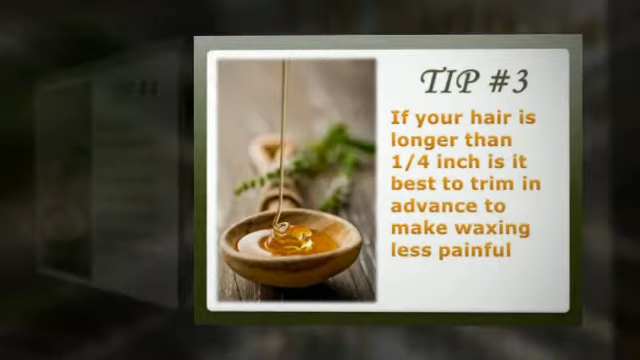 TIP #3
If your hair is
longer than
1/4 inch is it
best to trim in
advance to
make waxing
less painful